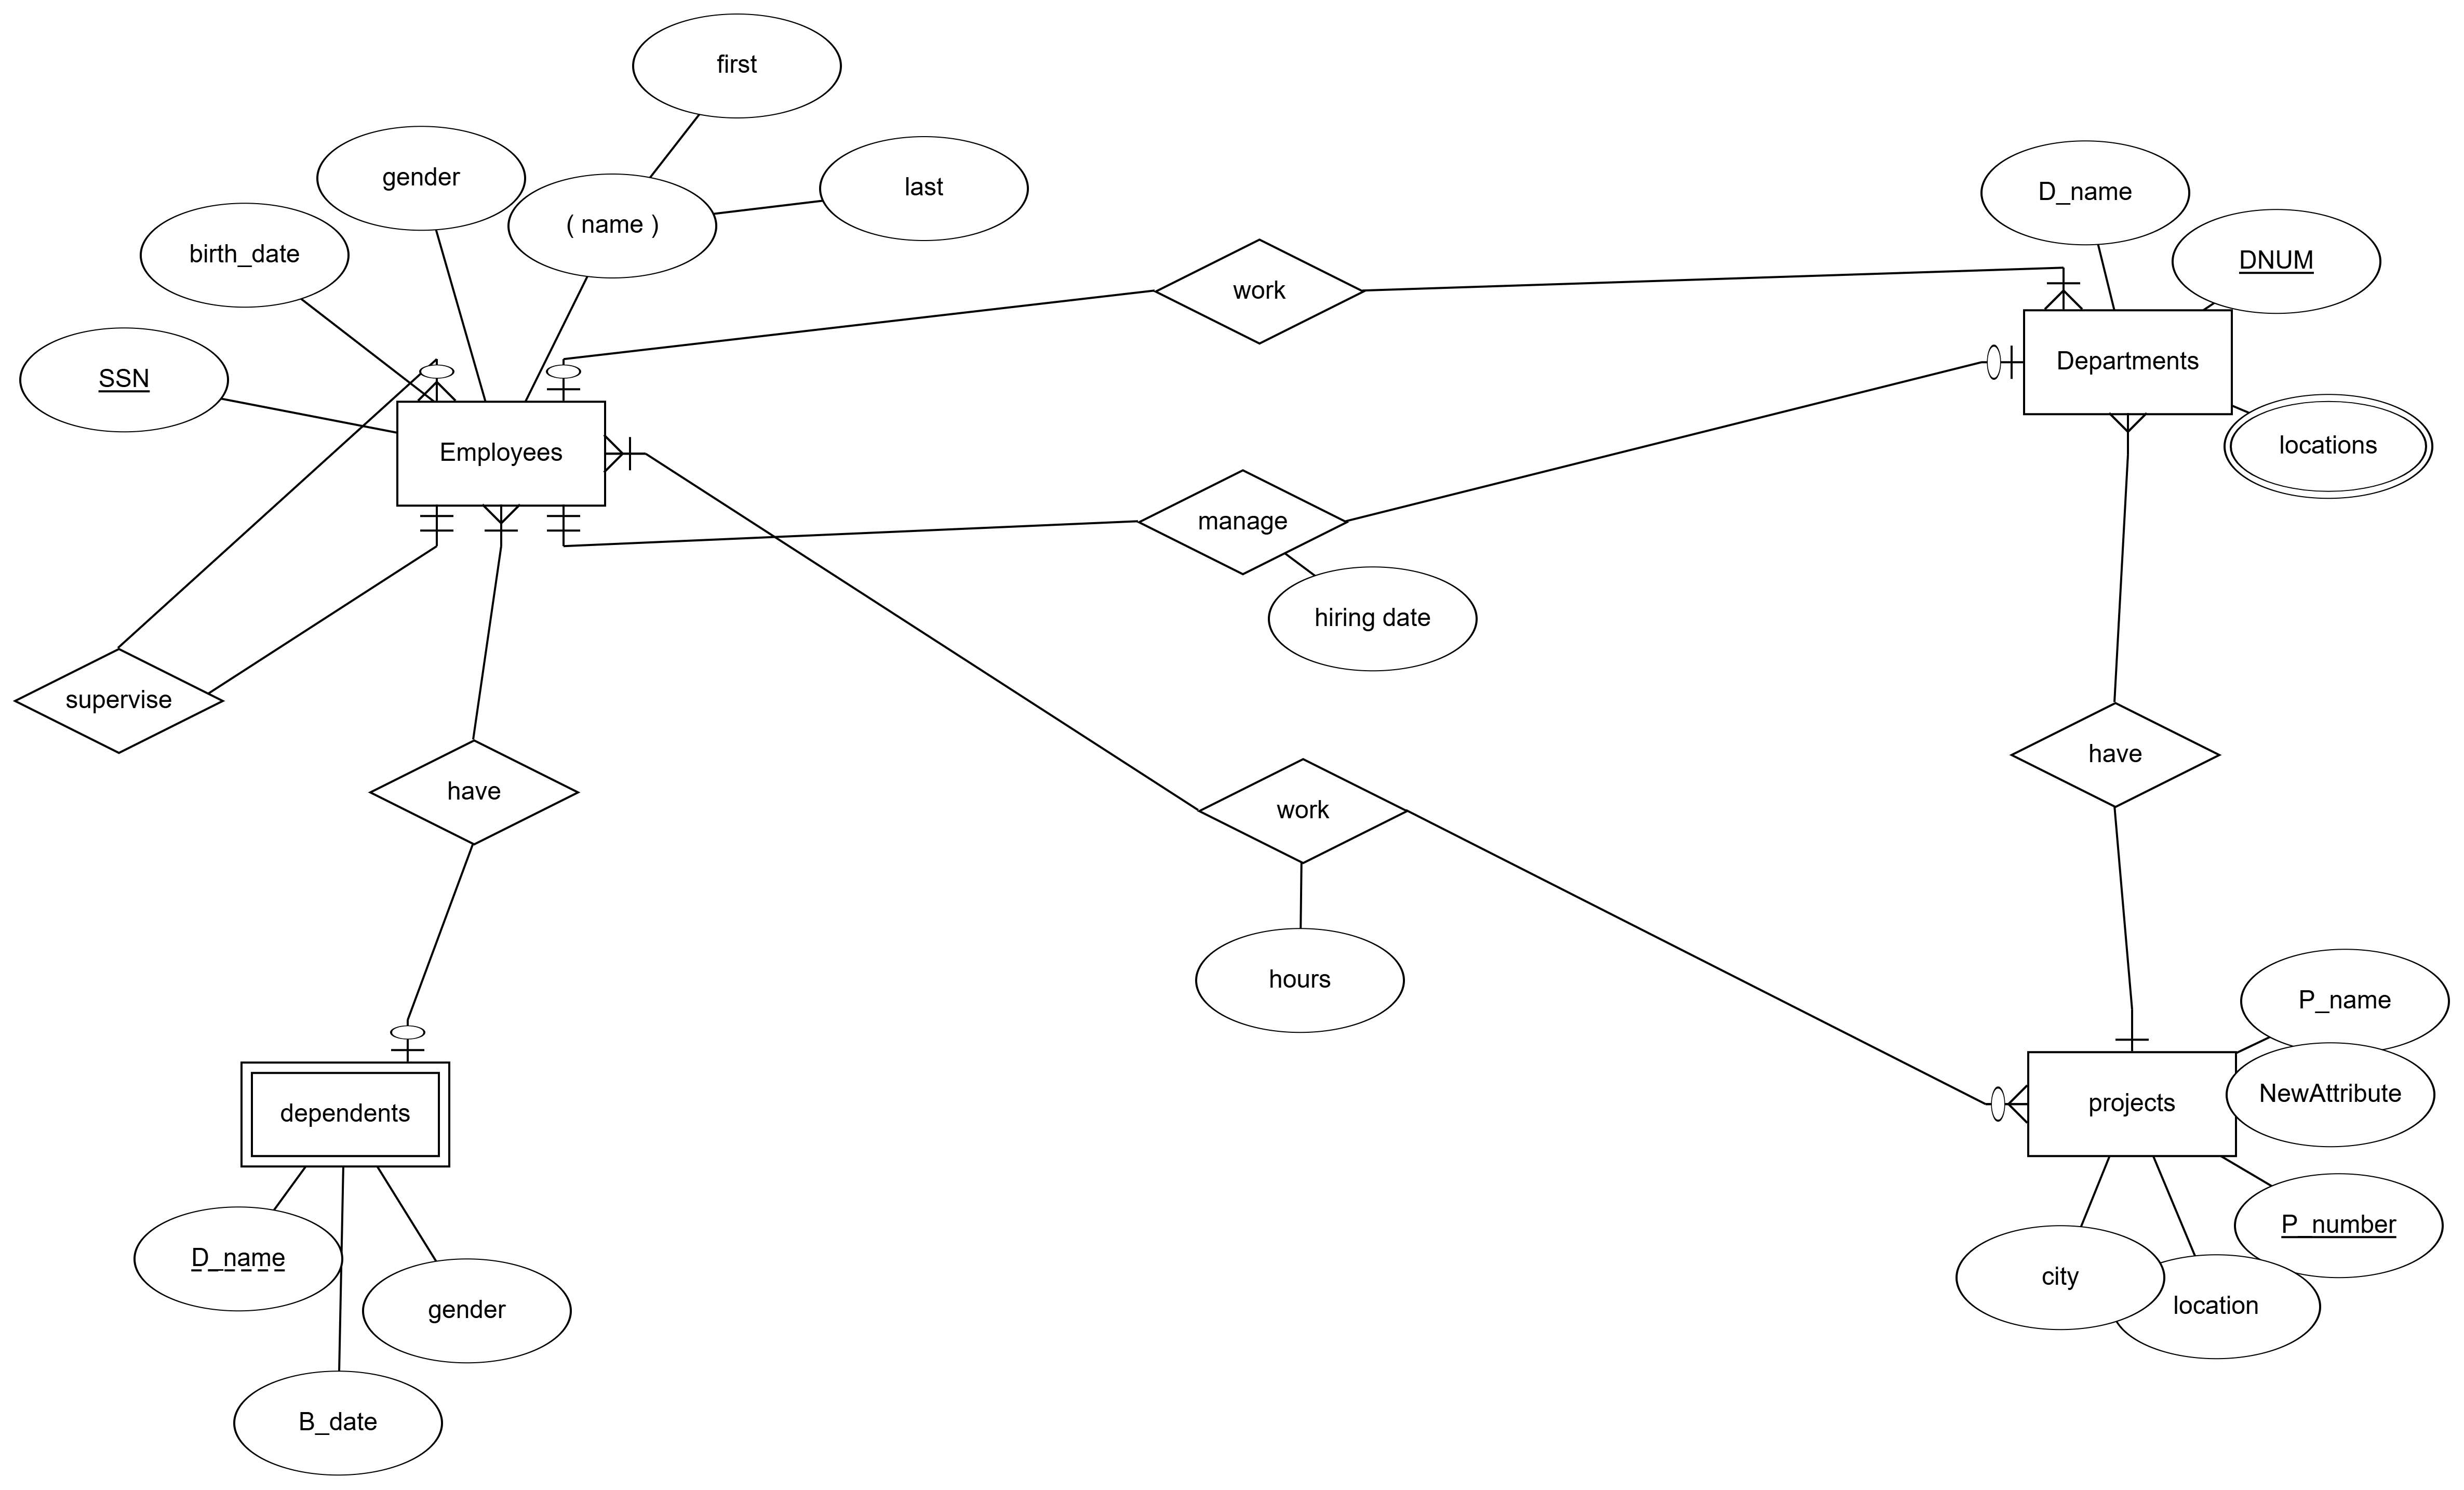 first
gender
last
D_name
( name )
birth_date
DNUM
work
SSN
Departments
Employees
locations
manage
hiring date
supervise
have
have
work
hours
P_name
NewAttribute
projects
dependents
P_number
D_name
city
location
gender
B_date